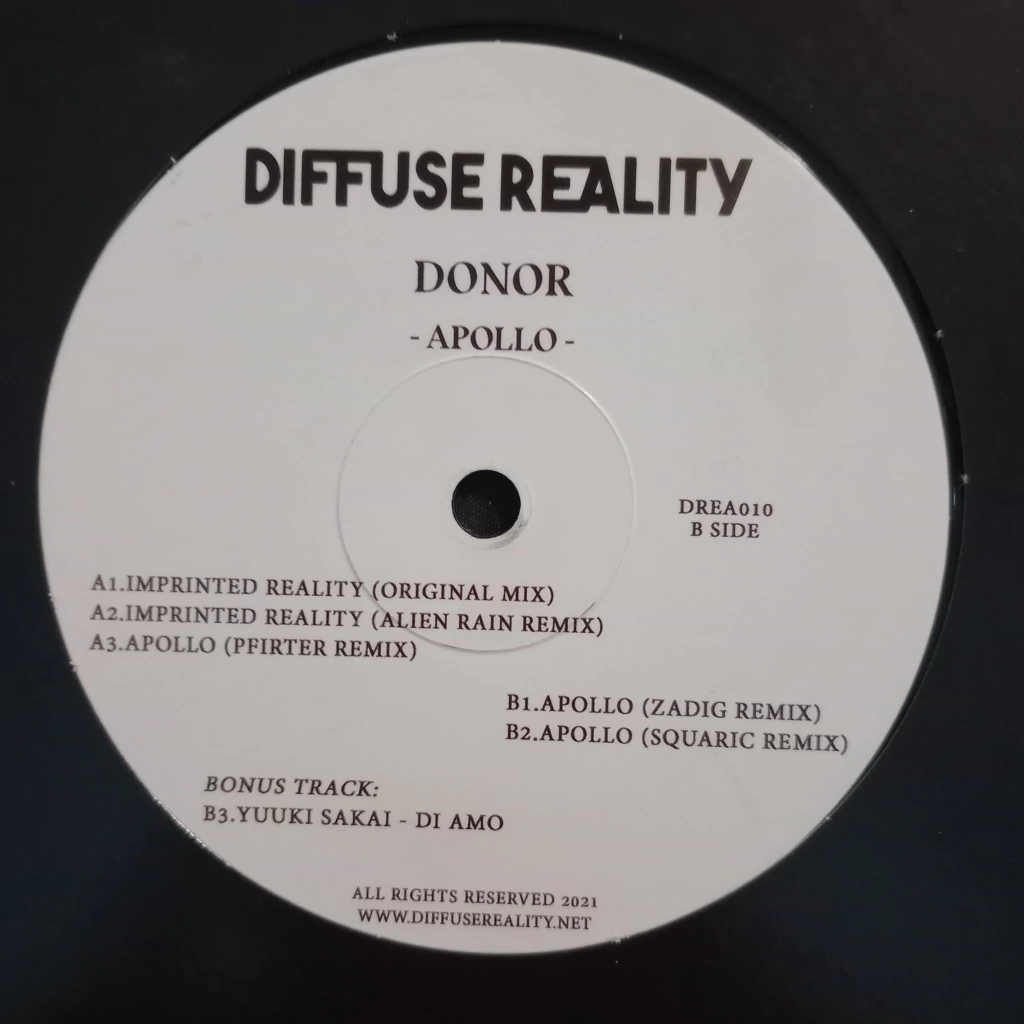 DIFFUSE REALITY
DONOR
- APOLLO -
DREA010
B SIDE
A1.IMPRINTED REALITY (ORIGINAL MIX)
A2.IMPRINTED REALITY (ALIEN RAIN REMIX)
A3.APOLLO (PFIRTER REMIX)
B1.APOLLO (ZADIG REMIX)
B2.APOLLO (SQUARIC REMIX)
BONUS TRACK:
B3.YUUKI SAKAI - DI AMO
ALL RIGHTS RESERVED 2021
WWW.DIFFUSEREALITY.NET